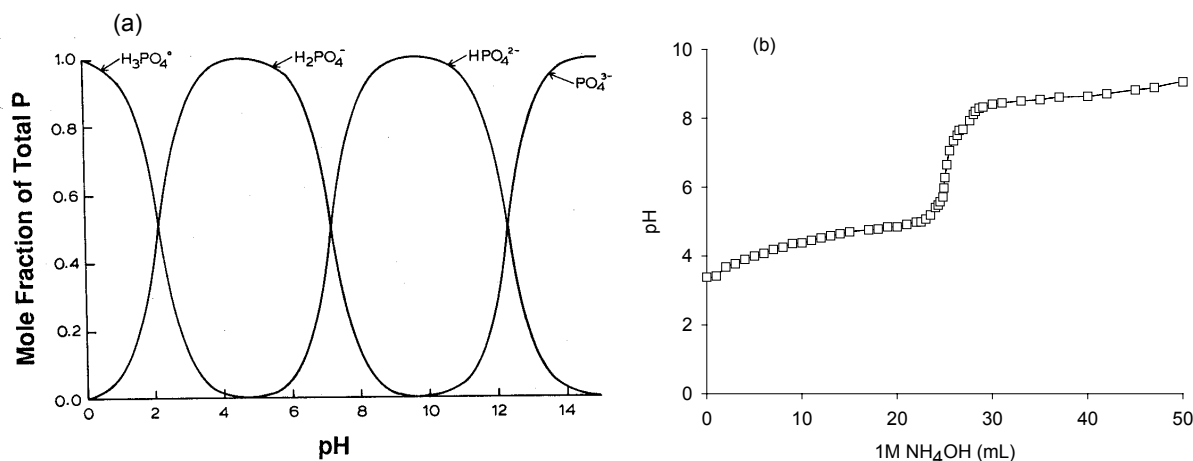 (a)
H₃PO₄°
H₂PO₄⁻
HPO₄²⁻
PO₄³⁻
1.0
0.8
0.6
0.4
0.2
0.0
0 2 4 6 8 10 12 14
Mole Fraction of Total P
pH
(b)
10
8
6
4
2
0
0 10 20 30 40 50
pH
1M NH₄OH (mL)